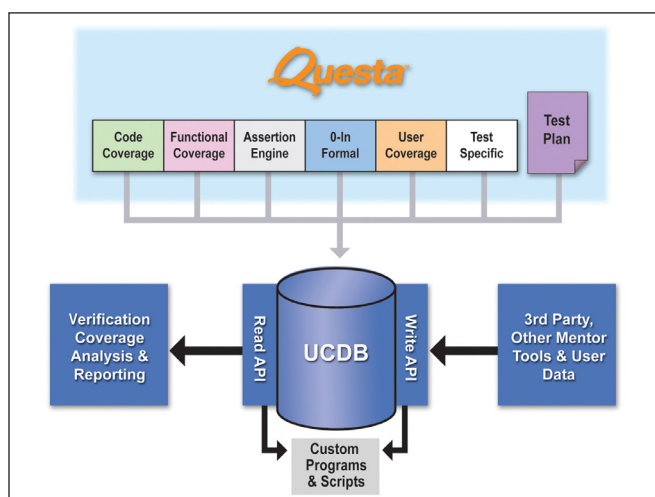 Questa
Code
Coverage
Functional
Coverage
Assertion
Engine
0-In
Formal
User
Coverage
Test
Specific
Test
Plan
Verification
Coverage
Analysis &
Reporting
Read API
UCDB
Write API
3rd Party,
Other Mentor
Tools & User
Data
Custom
Programs
& Scripts